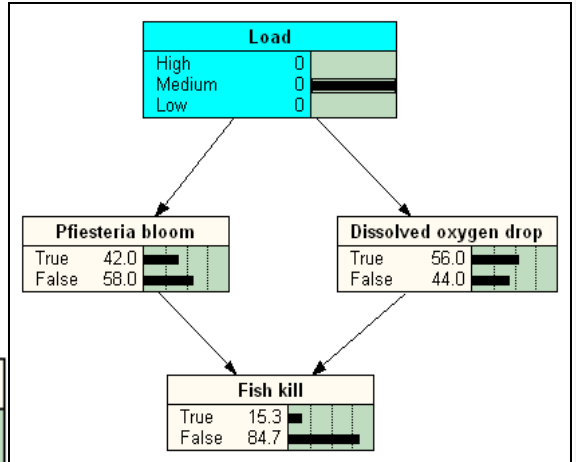 Load
High 0
Medium 0
Low 0
Pfiesteria bloom
True 42.0
False 58.0
Dissolved oxygen drop
True 56.0
False 44.0
Fish kill
True 15.3
False 84.7